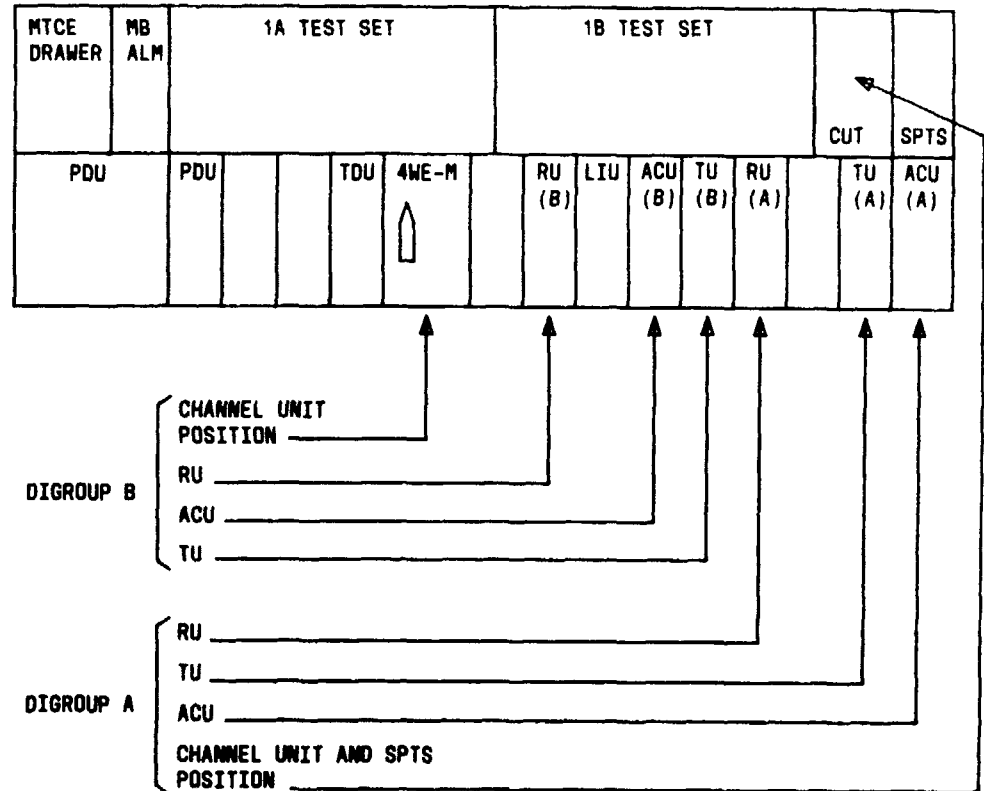 MTCE DRAWER
MB ALM
1A TEST SET
1B TEST SET
CUT
SPTS
PDU
PDU
TDU
4WE-M
RU (B)
LIU
ACU (B)
TU (B)
RU (A)
TU (A)
ACU (A)
DIGROUP B
CHANNEL UNIT
POSITION
RU
ACU
TU
DIGROUP A
RU
TU
ACU
CHANNEL UNIT AND SPTS
POSITION